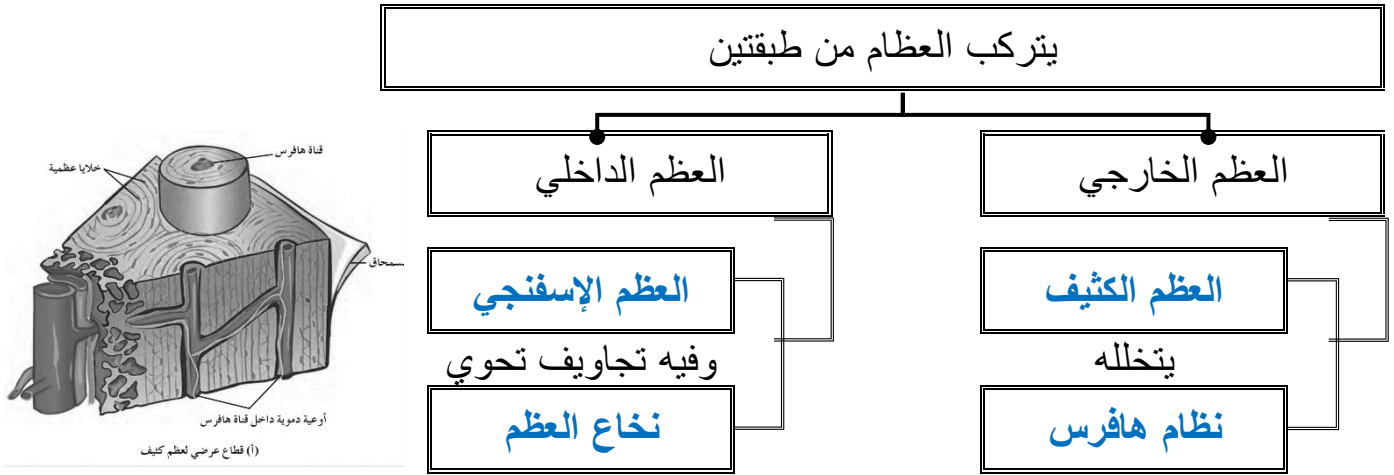 يتركب العظام من طبقتين
العظم الخارجي
العظم الداخلي
العظم الكثيف
يتخلله
نظام هافرس
العظم الإسفنجي
وفيه تجاويف تحوي
نخاع العظم
قناة هافرس
خلايا عظمية
سمحاق
أوعية دموية داخل قناة هافرس
(أ) قطاع عرضي لعظم كثيف